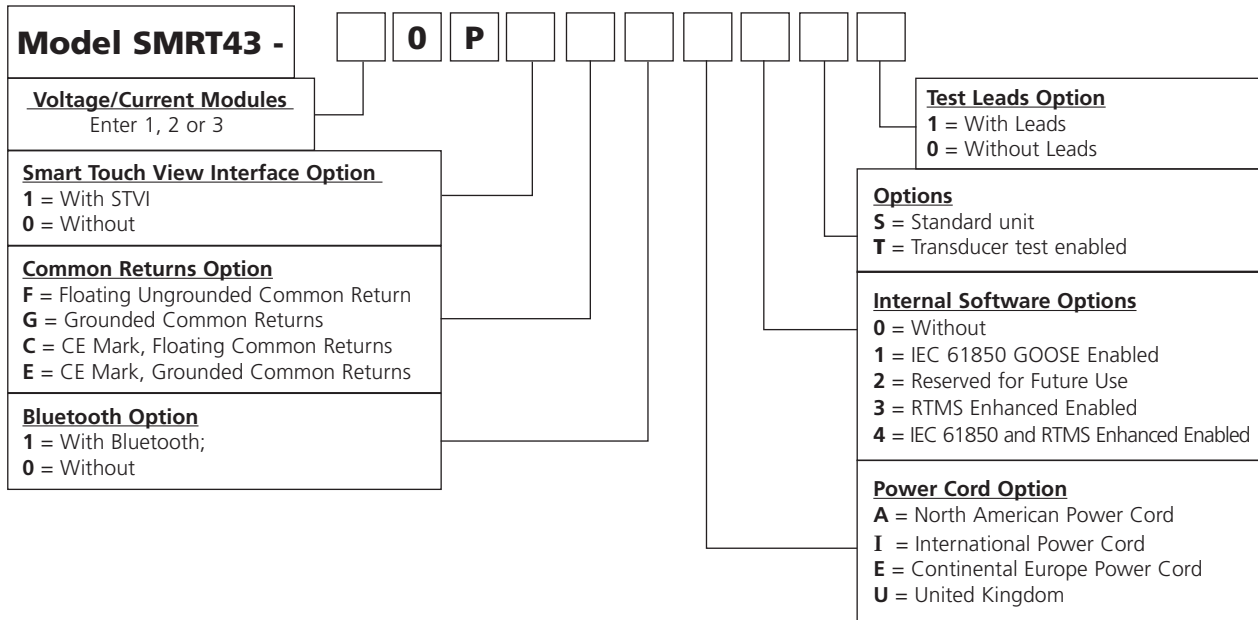 Model SMRT43 - 0 P
Voltage/Current Modules
Enter 1, 2 or 3
Smart Touch View Interface Option
1 = With STVI
0 = Without
Common Returns Option
F = Floating Ungrounded Common Return
G = Grounded Common Returns
C = CE Mark, Floating Common Returns
E = CE Mark, Grounded Common Returns
Bluetooth Option
1 = With Bluetooth;
0 = Without
Test Leads Option
1 = With Leads
0 = Without Leads
Options
S = Standard unit
T = Transducer test enabled
Internal Software Options
0 = Without
1 = IEC 61850 GOOSE Enabled
2 = Reserved for Future Use
3 = RTMS Enhanced Enabled
4 = IEC 61850 and RTMS Enhanced Enabled
Power Cord Option
A = North American Power Cord
I = International Power Cord
E = Continental Europe Power Cord
U = United Kingdom